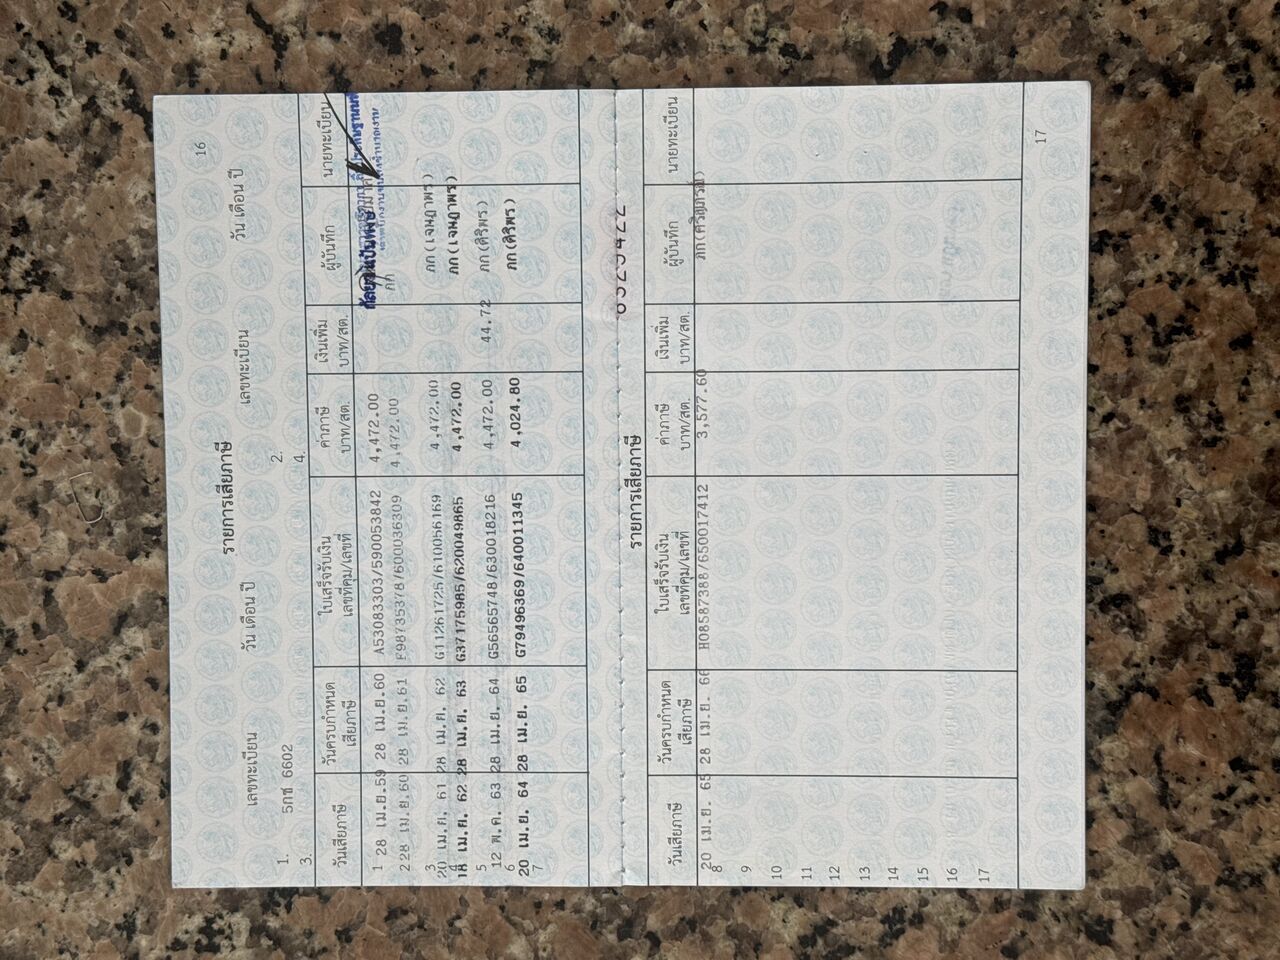 16
รายการเสียภาษี
เลขทะเบียน วัน เดือน ปี เลขทะเบียน วัน เดือน ปี
1. 5กช 6602 2.
3. 4.
วันเสียภาษี วันครบกำหนดเสียภาษี ใบเสร็จรับเงิน เลขที่คุม/เลขที่ ค่าภาษี บาท/สต. เงินเพิ่ม บาท/สต. ผู้บันทึก นายทะเบียน
1 28 เม.ย.59 28 เม.ย.60 A53083303/590053842 4,472.00
2 28 เม.ย.60 28 เม.ย.61 F98735378/600036309 4,472.00 ภก
3
20 เม.ย. 61 28 เม.ย. 62 G11261725/610056169 4,472.00 ภก(เจนฎาพร)
4
18 เม.ย. 62 28 เม.ย. 63 G37175985/620049865 4,472.00 ภก(เจนฎาพร)
5
12 พ.ค. 63 28 เม.ย. 64 G56565748/630018216 4,472.00 44.72 ภก(ศิริพร)
6
20 เม.ย. 64 28 เม.ย. 65 G79496369/640011345 4,024.80 ภก(ศิริพร)
7
รายการเสียภาษี
วันเสียภาษี วันครบกำหนดเสียภาษี ใบเสร็จรับเงิน เลขที่คุม/เลขที่ ค่าภาษี บาท/สต. เงินเพิ่ม บาท/สต. ผู้บันทึก นายทะเบียน
20 เม.ย. 65 28 เม.ย. 66 H08587388/650017412 3,577.60
8
9
10
11
12
13
14
15
16
17
17